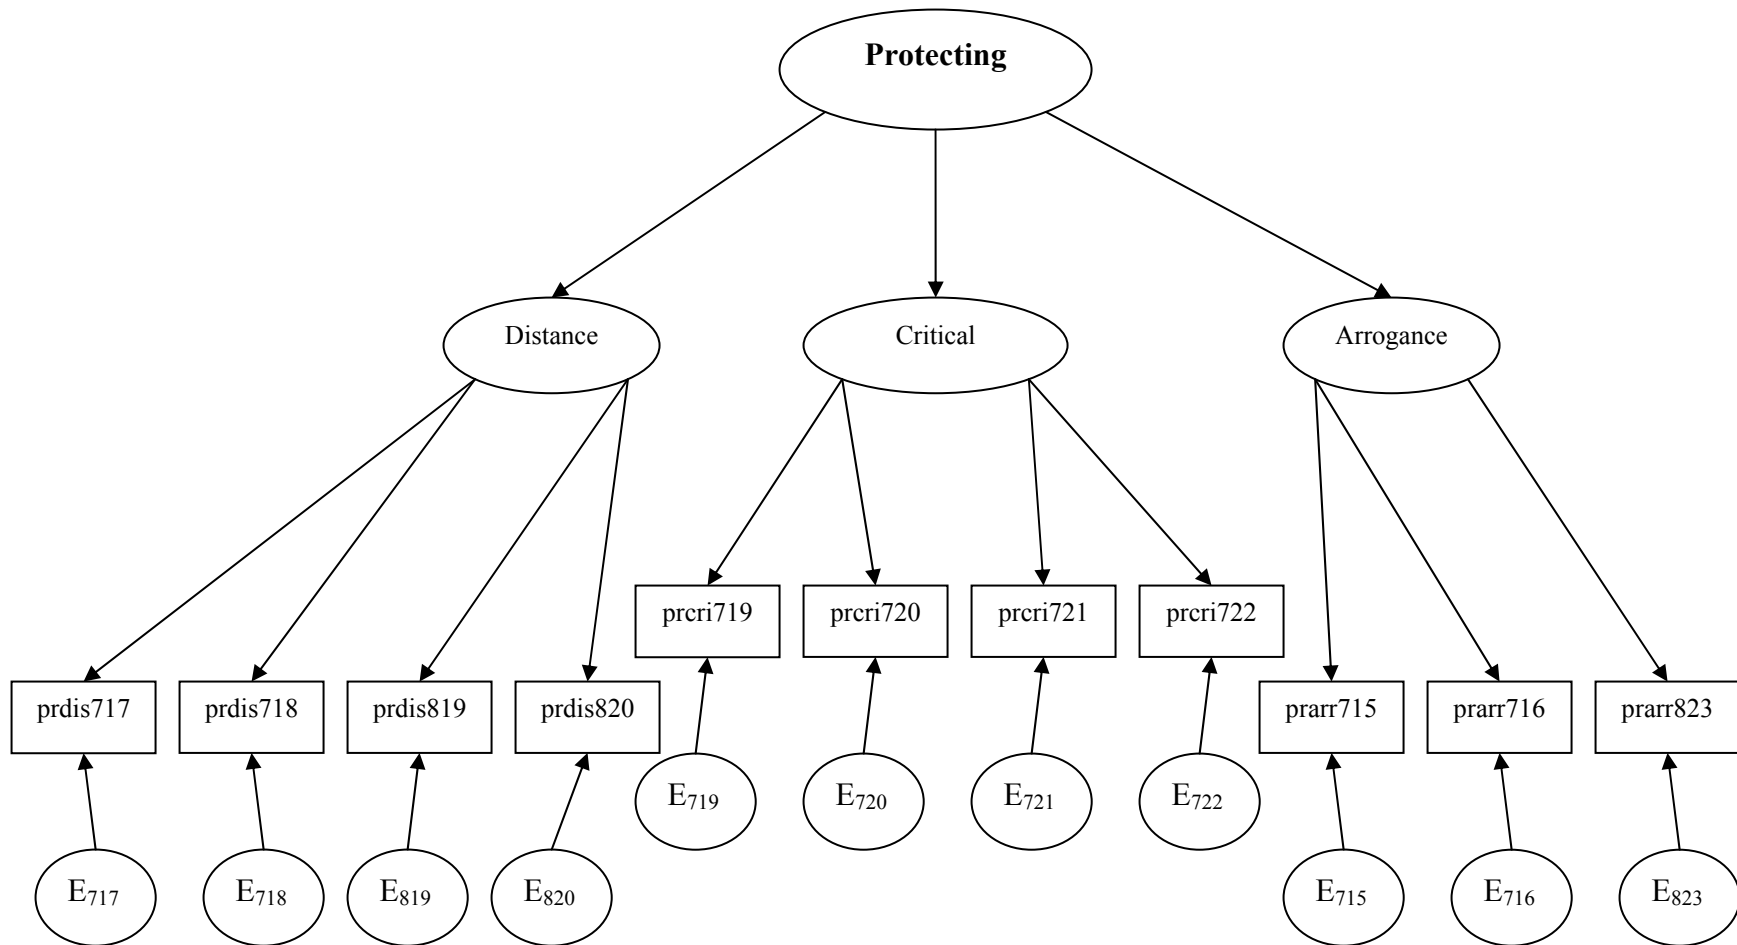 Protecting
Distance
Critical
Arrogance
prcri719
prcri720
prcri721
prcri722
prdis717
prdis718
prdis819
prdis820
prarr715
prarr716
prarr823
E719
E720
E721
E722
E717
E718
E819
E820
E715
E716
E823